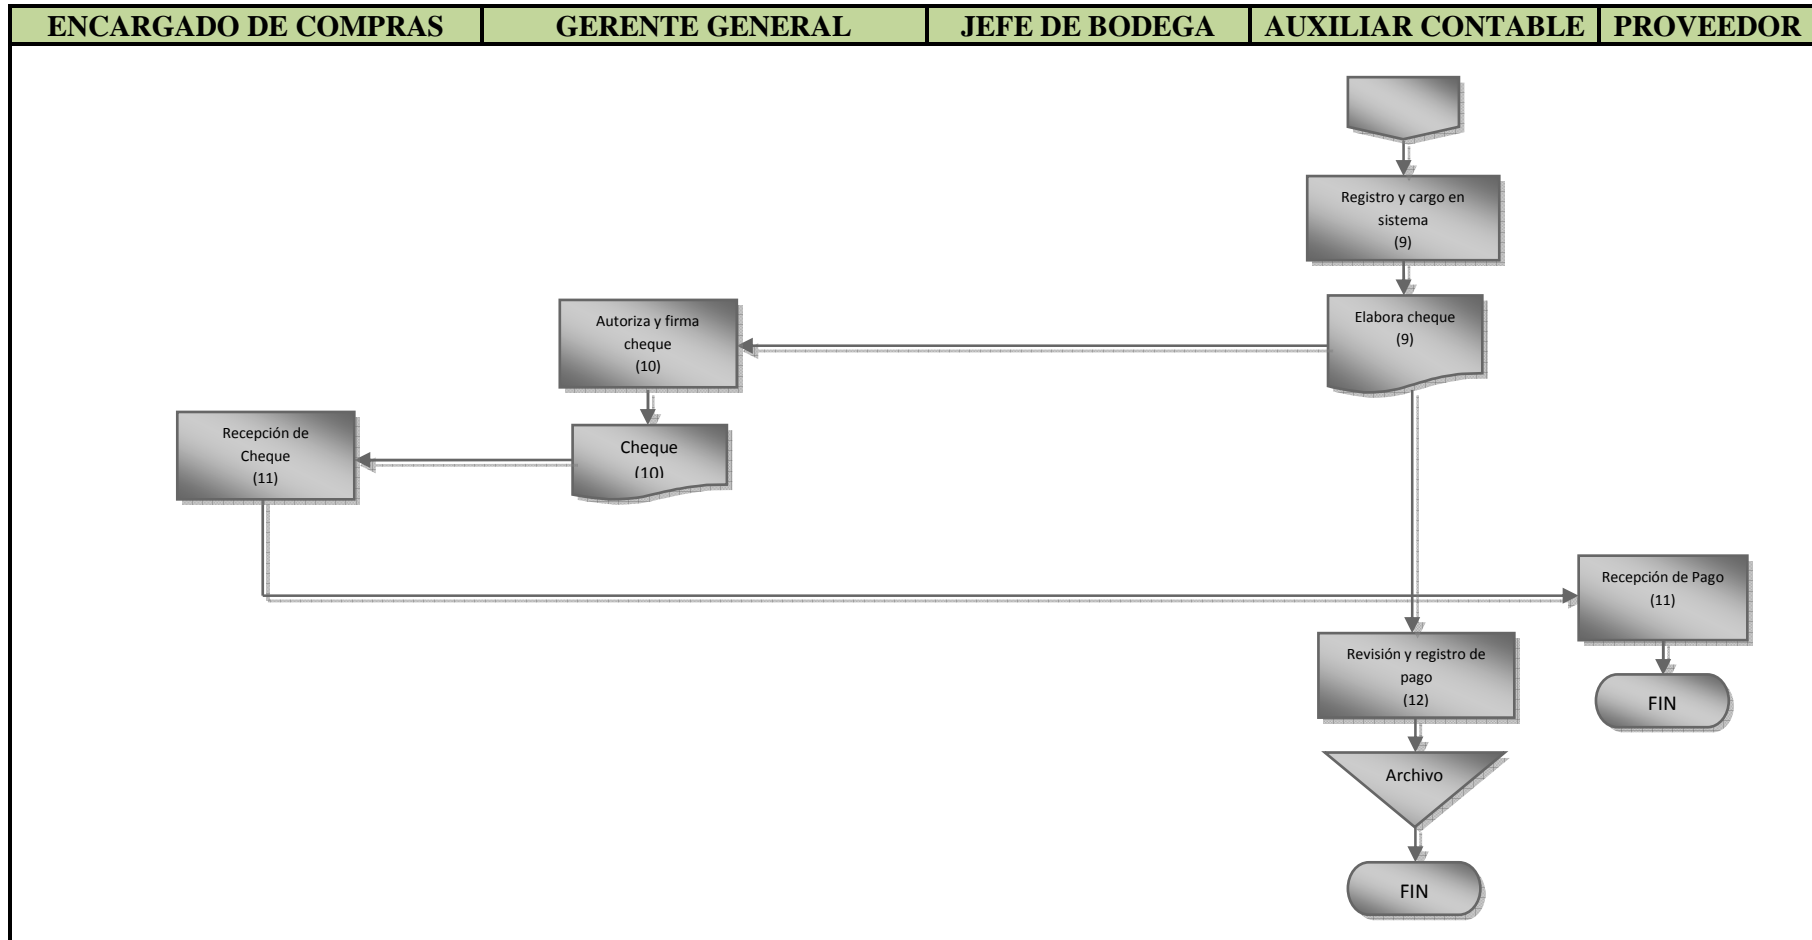 ENCARGADO DE COMPRAS
GERENTE GENERAL
JEFE DE BODEGA
AUXILIAR CONTABLE
PROVEEDOR
Registro y cargo en
sistema
(9)
Elabora cheque
(9)
Autoriza y firma
cheque
(10)
Cheque
(10)
Recepción de
Cheque
(11)
Recepción de Pago
(11)
FIN
Revisión y registro de
pago
(12)
Archivo
FIN